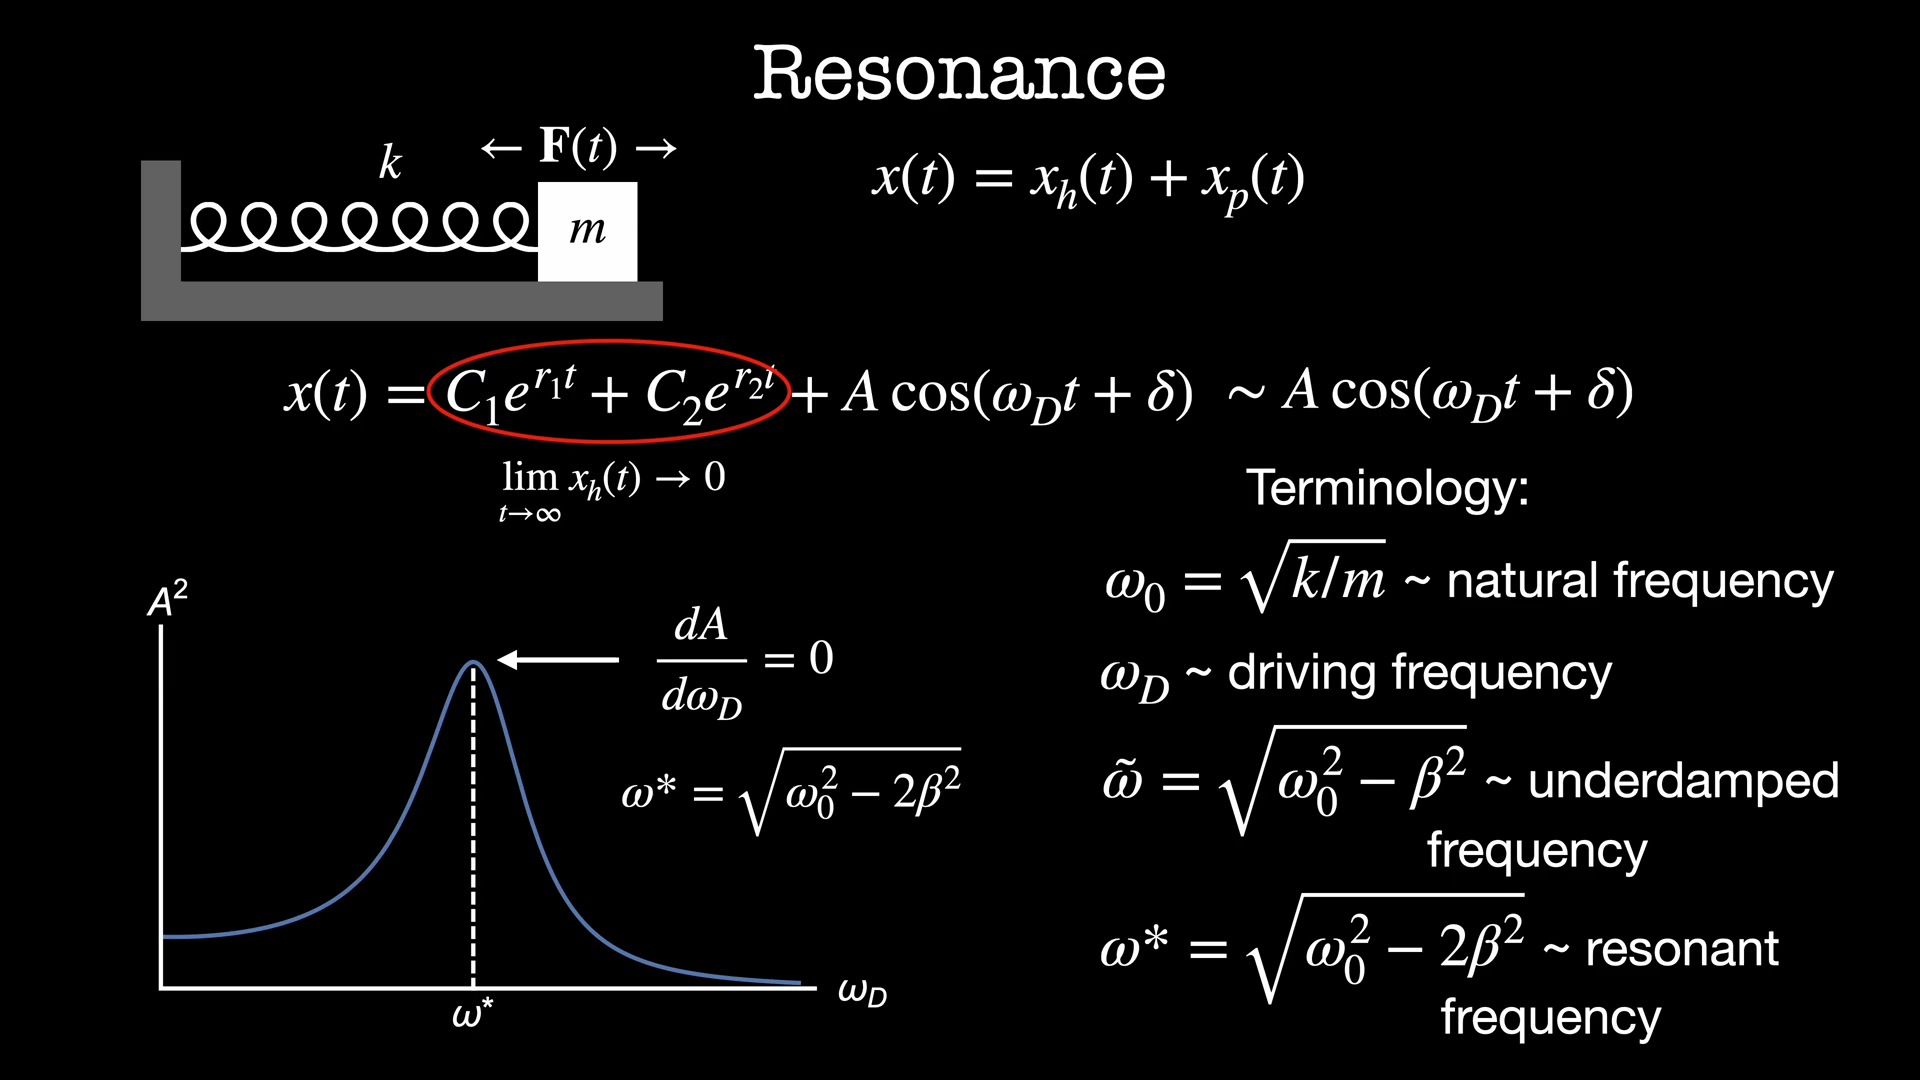 Resonance
k
← F(t) →
m
x(t) = x_h(t) + x_p(t)
x(t) = C₁e^{r₁t} + C₂e^{r₂t} + A cos(ω_D t + δ) ~ A cos(ω_D t + δ)
lim_{t→∞} x_h(t) → 0
Terminology:
ω₀ = √(k/m) ~ natural frequency
ω_D ~ driving frequency
ω̃ = √(ω₀² − β²) ~ underdamped
frequency
ω* = √(ω₀² − 2β²) ~ resonant
frequency
A²
dA/dω_D = 0
ω* = √(ω₀² − 2β²)
ω_D
ω*